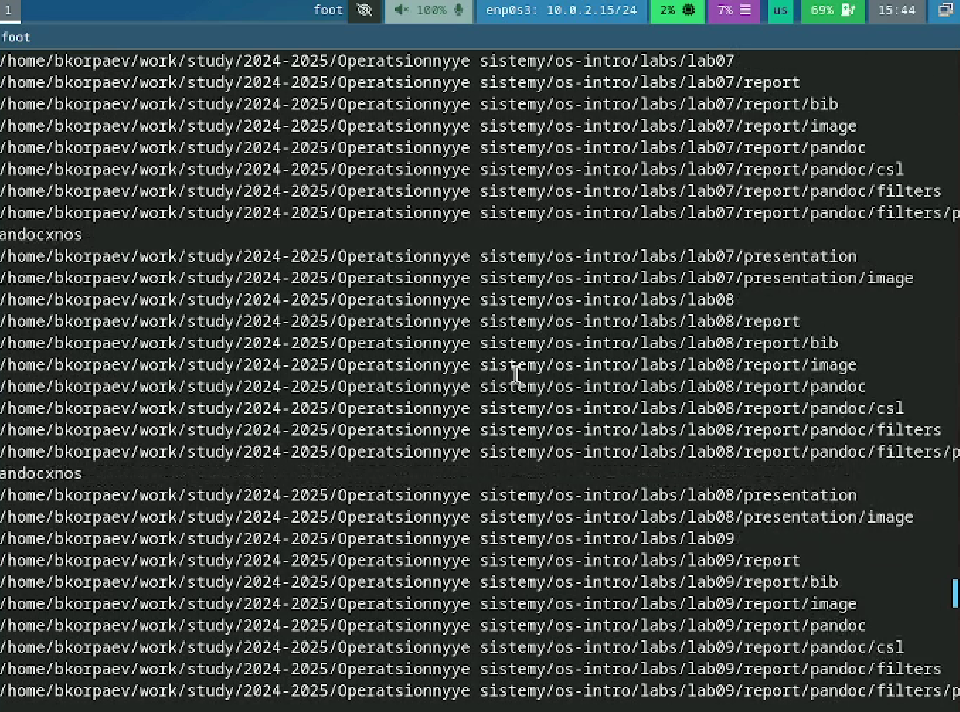 1 foot 100% enp0s3: 10.0.2.15/24 2% 7% us 69% 15:44
foot
/home/bkorpaev/work/study/2024-2025/Operatsionnyye sistemy/os-intro/labs/lab07
/home/bkorpaev/work/study/2024-2025/Operatsionnyye sistemy/os-intro/labs/lab07/report
/home/bkorpaev/work/study/2024-2025/Operatsionnyye sistemy/os-intro/labs/lab07/report/bib
/home/bkorpaev/work/study/2024-2025/Operatsionnyye sistemy/os-intro/labs/lab07/report/image
/home/bkorpaev/work/study/2024-2025/Operatsionnyye sistemy/os-intro/labs/lab07/report/pandoc
/home/bkorpaev/work/study/2024-2025/Operatsionnyye sistemy/os-intro/labs/lab07/report/pandoc/csl
/home/bkorpaev/work/study/2024-2025/Operatsionnyye sistemy/os-intro/labs/lab07/report/pandoc/filters
/home/bkorpaev/work/study/2024-2025/Operatsionnyye sistemy/os-intro/labs/lab07/report/pandoc/filters/p
andocxnos
/home/bkorpaev/work/study/2024-2025/Operatsionnyye sistemy/os-intro/labs/lab07/presentation
/home/bkorpaev/work/study/2024-2025/Operatsionnyye sistemy/os-intro/labs/lab07/presentation/image
/home/bkorpaev/work/study/2024-2025/Operatsionnyye sistemy/os-intro/labs/lab08
/home/bkorpaev/work/study/2024-2025/Operatsionnyye sistemy/os-intro/labs/lab08/report
/home/bkorpaev/work/study/2024-2025/Operatsionnyye sistemy/os-intro/labs/lab08/report/bib
/home/bkorpaev/work/study/2024-2025/Operatsionnyye sistemy/os-intro/labs/lab08/report/image
/home/bkorpaev/work/study/2024-2025/Operatsionnyye sistemy/os-intro/labs/lab08/report/pandoc
/home/bkorpaev/work/study/2024-2025/Operatsionnyye sistemy/os-intro/labs/lab08/report/pandoc/csl
/home/bkorpaev/work/study/2024-2025/Operatsionnyye sistemy/os-intro/labs/lab08/report/pandoc/filters
/home/bkorpaev/work/study/2024-2025/Operatsionnyye sistemy/os-intro/labs/lab08/report/pandoc/filters/p
andocxnos
/home/bkorpaev/work/study/2024-2025/Operatsionnyye sistemy/os-intro/labs/lab08/presentation
/home/bkorpaev/work/study/2024-2025/Operatsionnyye sistemy/os-intro/labs/lab08/presentation/image
/home/bkorpaev/work/study/2024-2025/Operatsionnyye sistemy/os-intro/labs/lab09
/home/bkorpaev/work/study/2024-2025/Operatsionnyye sistemy/os-intro/labs/lab09/report
/home/bkorpaev/work/study/2024-2025/Operatsionnyye sistemy/os-intro/labs/lab09/report/bib
/home/bkorpaev/work/study/2024-2025/Operatsionnyye sistemy/os-intro/labs/lab09/report/image
/home/bkorpaev/work/study/2024-2025/Operatsionnyye sistemy/os-intro/labs/lab09/report/pandoc
/home/bkorpaev/work/study/2024-2025/Operatsionnyye sistemy/os-intro/labs/lab09/report/pandoc/csl
/home/bkorpaev/work/study/2024-2025/Operatsionnyye sistemy/os-intro/labs/lab09/report/pandoc/filters
/home/bkorpaev/work/study/2024-2025/Operatsionnyye sistemy/os-intro/labs/lab09/report/pandoc/filters/p